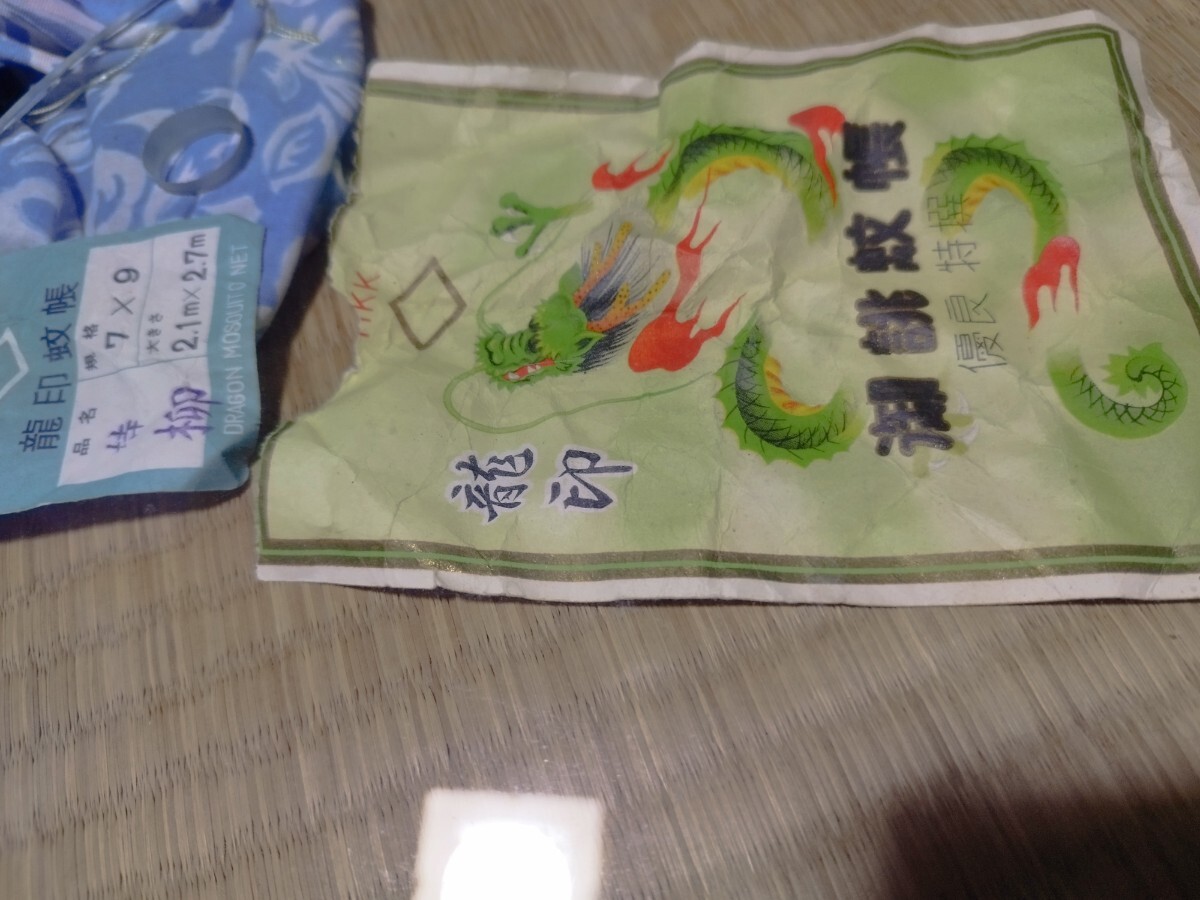 龍印蚊帳
品名
柳
規格
7×9
大きさ
2.1m×2.7m
DRAGON MOSQUITO NET
龍印
御誂蚊帳
優良特撰